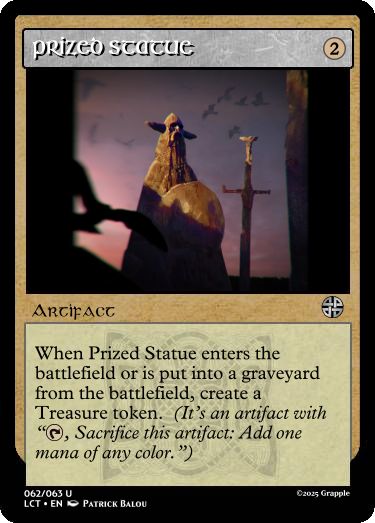 Prized Statue
2
Artifact
When Prized Statue enters the
battlefield or is put into a graveyard
from the battlefield, create a
Treasure token. (It's an artifact with
“, Sacrifice this artifact: Add one
mana of any color.”)
062/063 U
LCT • EN Patrick Balou
©2025 Grapple